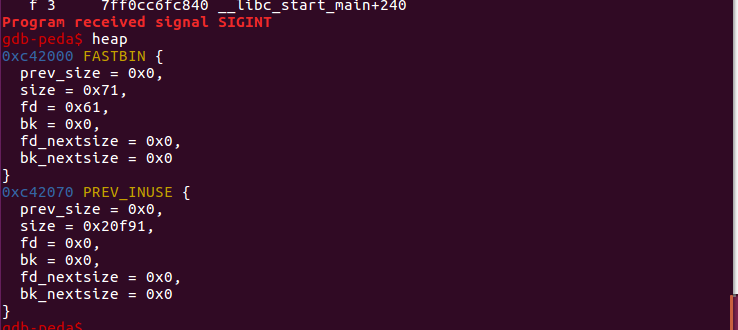 f 3     7ff0cc6fc840 __libc_start_main+240
Program received signal SIGINT
gdb-peda$ heap
0xc42000 FASTBIN {
  prev_size = 0x0,
  size = 0x71,
  fd = 0x61,
  bk = 0x0,
  fd_nextsize = 0x0,
  bk_nextsize = 0x0
}
0xc42070 PREV_INUSE {
  prev_size = 0x0,
  size = 0x20f91,
  fd = 0x0,
  bk = 0x0,
  fd_nextsize = 0x0,
  bk_nextsize = 0x0
}
gdb-peda$